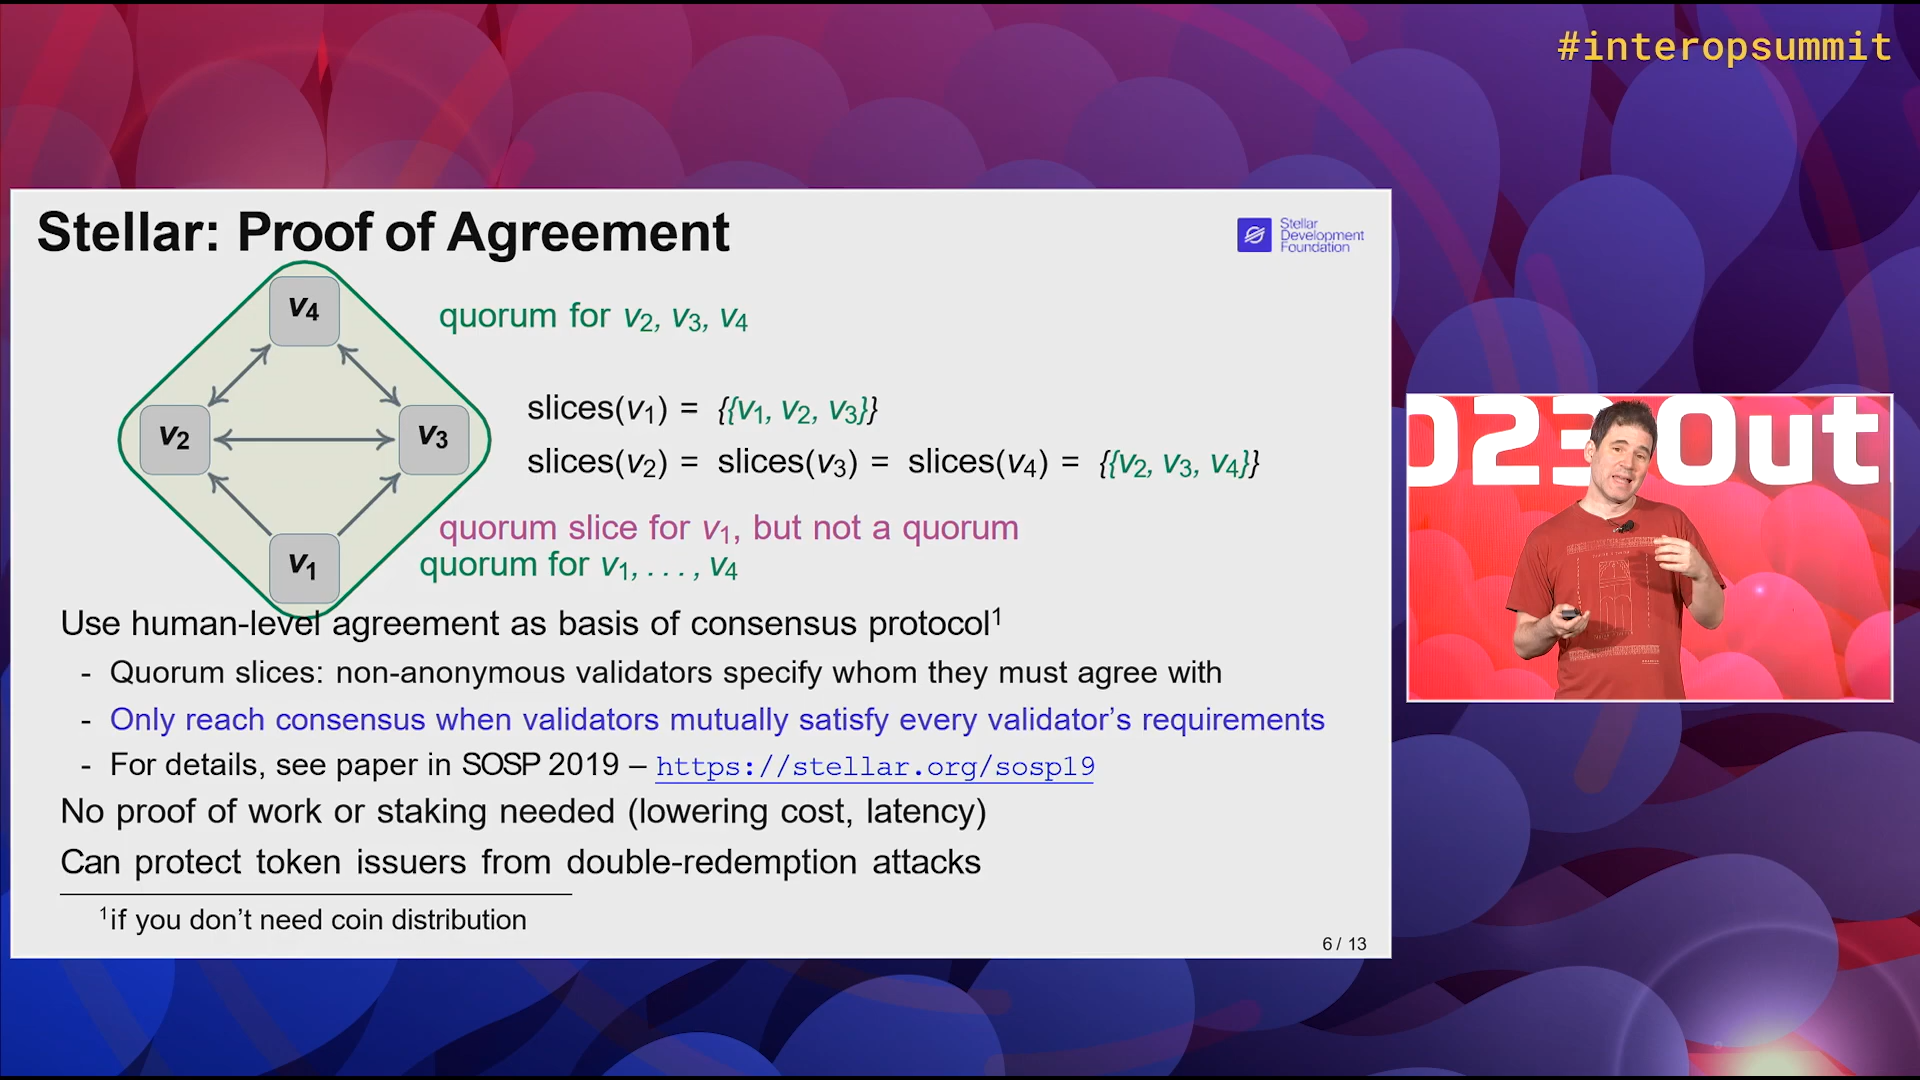 #interopsummit
Stellar: Proof of Agreement
Stellar
Development
Foundation
v4
quorum for v2, v3, v4
slices(v1) = {{v1, v2, v3}}
v2
v3
slices(v2) = slices(v3) = slices(v4) = {{v2, v3, v4}}
quorum slice for v1, but not a quorum
v1
quorum for v1, . . . , v4
Use human-level agreement as basis of consensus protocol1
- Quorum slices: non-anonymous validators specify whom they must agree with
- Only reach consensus when validators mutually satisfy every validator's requirements
- For details, see paper in SOSP 2019 – https://stellar.org/sosp19
No proof of work or staking needed (lowering cost, latency)
Can protect token issuers from double-redemption attacks
1if you don't need coin distribution
6 / 13
023 Out